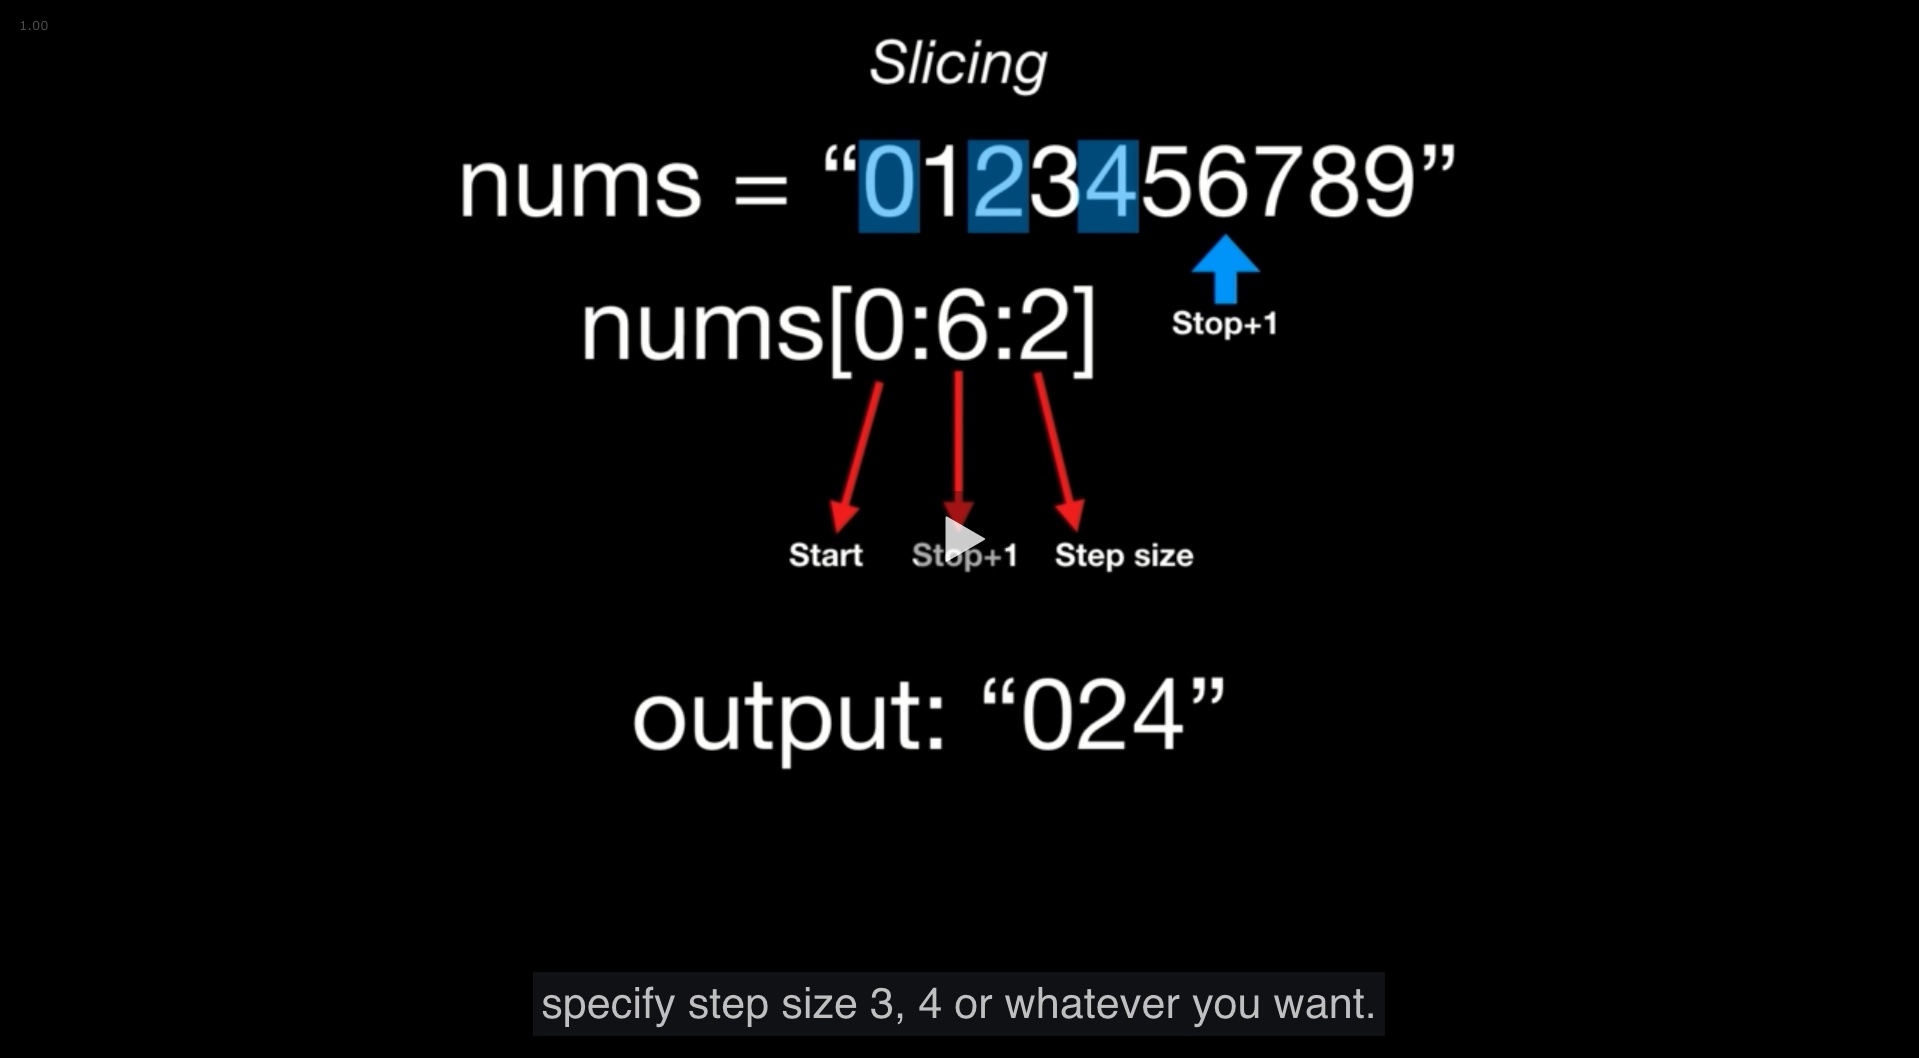 1.00
Slicing
nums = “0123456789”
nums[0:6:2]
Stop+1
Start Stop+1 Step size
output: “024”
specify step size 3, 4 or whatever you want.